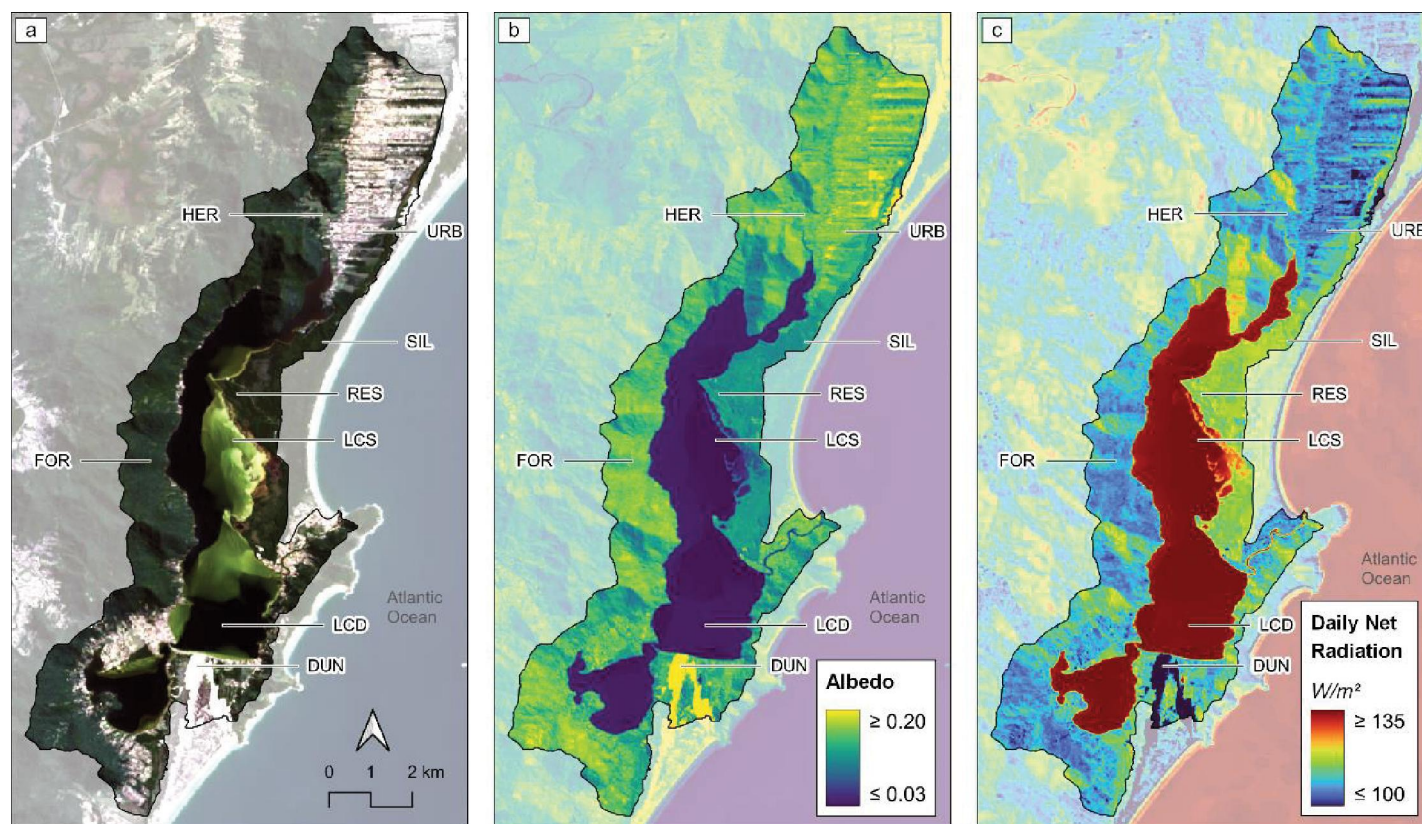 a
HER
URB
SIL
RES
LCS
FOR
Atlantic
Ocean
LCD
DUN
0 1 2 km
b
HER
URB
SIL
RES
LCS
FOR
Atlantic
Ocean
LCD
DUN
Albedo
≥ 0.20
≤ 0.03
c
HER
URB
SIL
RES
LCS
FOR
Atlantic
Ocean
LCD
DUN
Daily Net
Radiation
W/m²
≥ 135
≤ 100